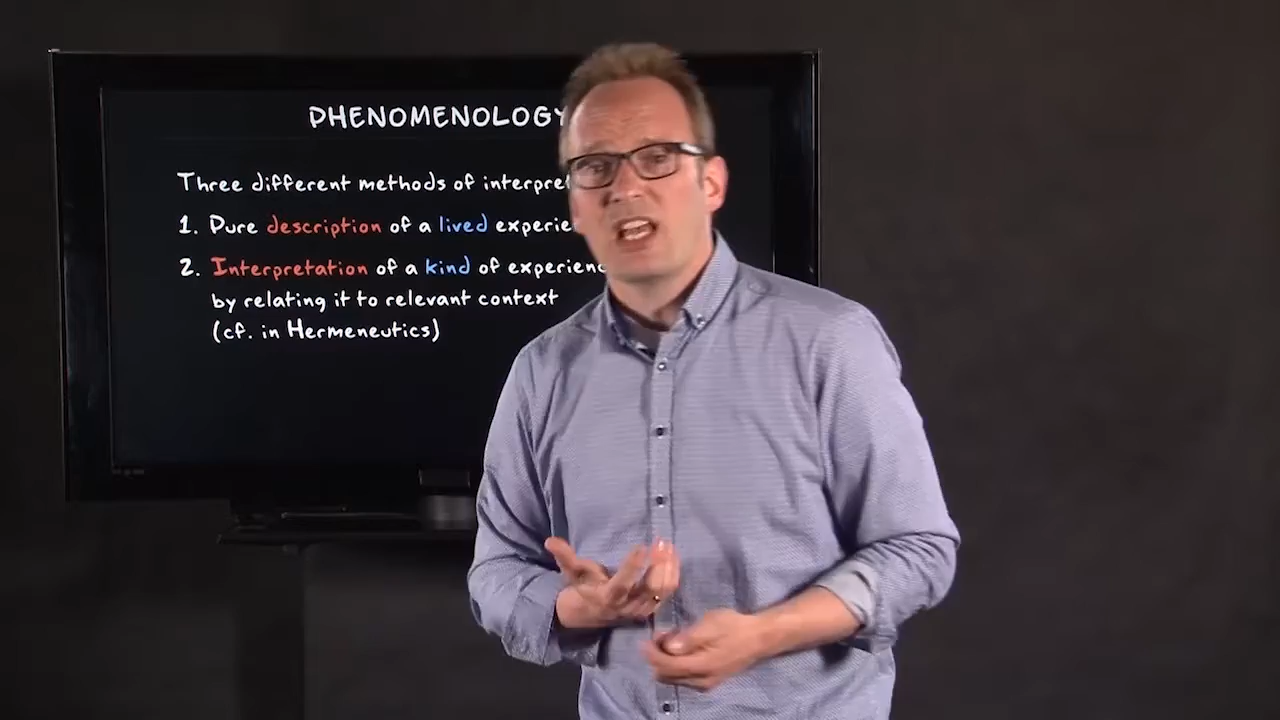 PHENOMENOLOGY
Three different methods of
1. Pure description of a lived
2. Interpretation of a kind of
by relating it to relevant context
(cf. in Hermeneutics)